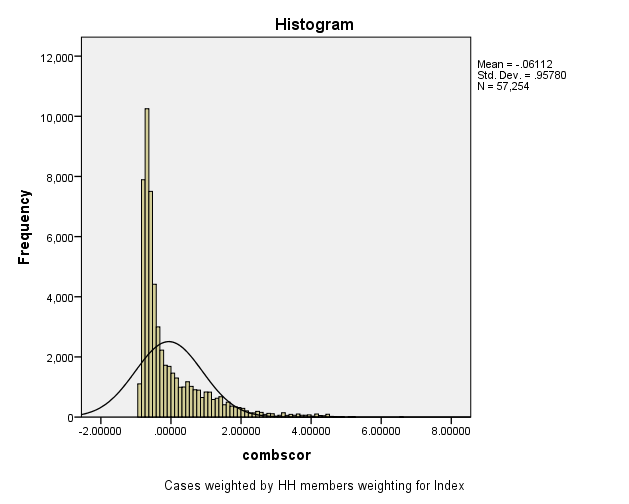 Histogram
12,000
10,000
8,000
6,000
4,000
2,000
0
Frequency
-2.00000 .00000 2.00000 4.00000 6.00000 8.00000
combscor
Mean = -.06112
Std. Dev. = .95780
N = 57,254
Cases weighted by HH members weighting for Index